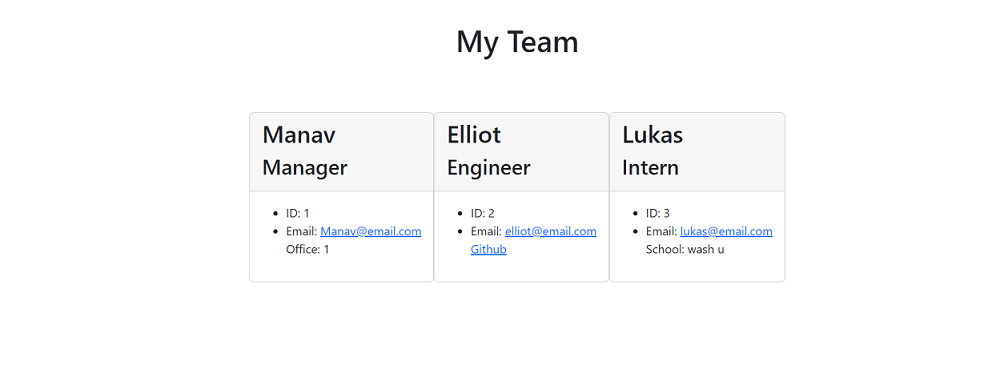 My Team
Manav
Manager
ID: 1
Email: Manav@email.com
Office: 1
Elliot
Engineer
ID: 2
Email: elliot@email.com
Github
Lukas
Intern
ID: 3
Email: lukas@email.com
School: wash u